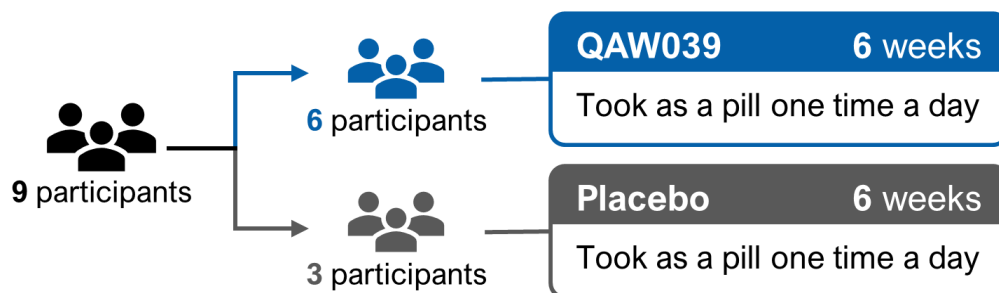 9 participants
6 participants
QAW039 6 weeks
Took as a pill one time a day
3 participants
Placebo 6 weeks
Took as a pill one time a day